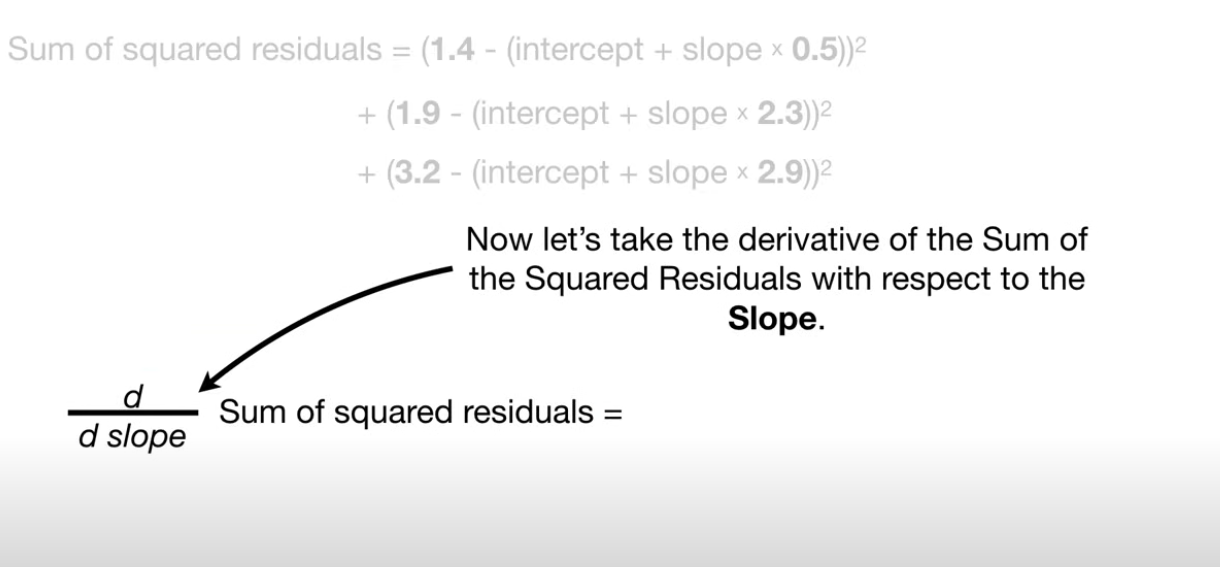 Sum of squared residuals = (1.4 - (intercept + slope × 0.5))²
+ (1.9 - (intercept + slope × 2.3))²
+ (3.2 - (intercept + slope × 2.9))²
Now let’s take the derivative of the Sum of
the Squared Residuals with respect to the
Slope.
d
d slope
Sum of squared residuals =